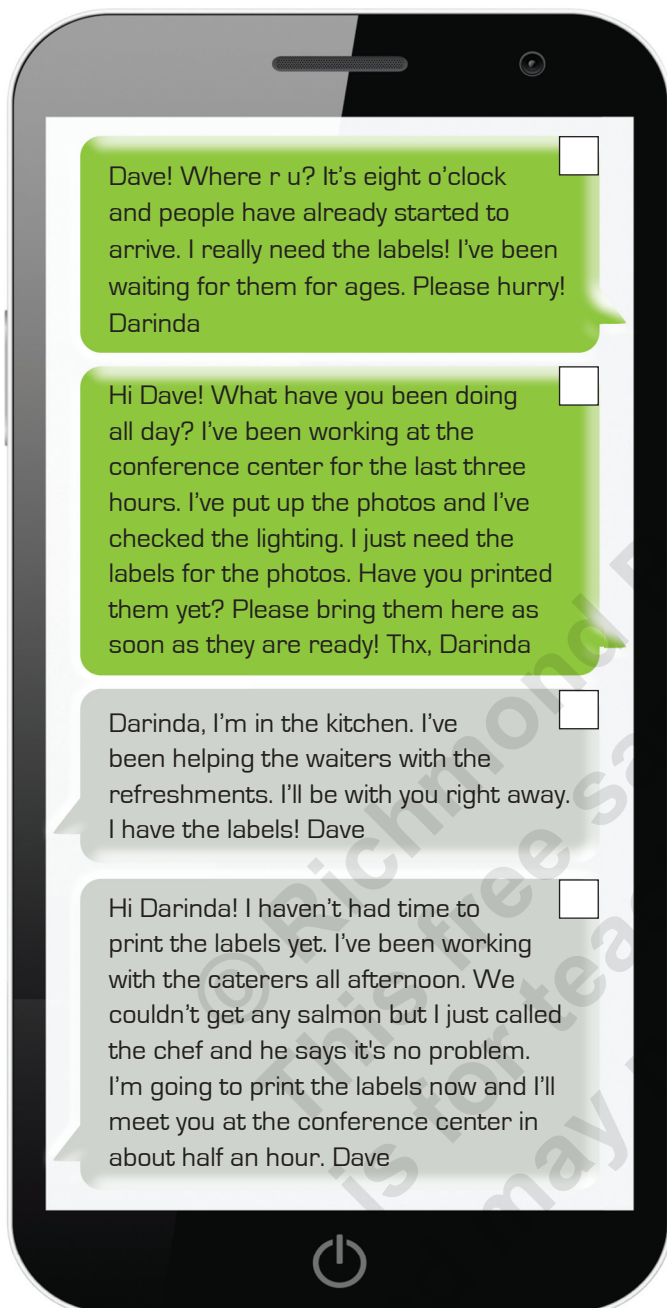 Dave! Where r u? It’s eight o’clock
and people have already started to
arrive. I really need the labels! I’ve been
waiting for them for ages. Please hurry!
Darinda
Hi Dave! What have you been doing
all day? I’ve been working at the
conference center for the last three
hours. I’ve put up the photos and I’ve
checked the lighting. I just need the
labels for the photos. Have you printed
them yet? Please bring them here as
soon as they are ready! Thx, Darinda
Darinda, I’m in the kitchen. I’ve
been helping the waiters with the
refreshments. I’ll be with you right away.
I have the labels! Dave
Hi Darinda! I haven’t had time to
print the labels yet. I’ve been working
with the caterers all afternoon. We
couldn’t get any salmon but I just called
the chef and he says it's no problem.
I’m going to print the labels now and I’ll
meet you at the conference center in
about half an hour. Dave
© Richmond
This free
is for
may